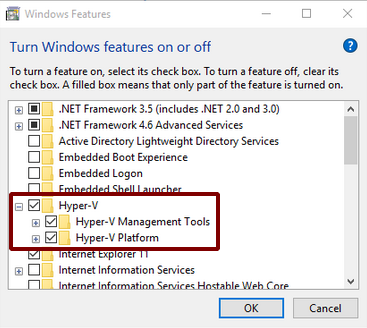 Windows Features
Turn Windows features on or off
To turn a feature on, select its check box. To turn a feature off, clear its
check box. A filled box means that only part of the feature is turned on.
.NET Framework 3.5 (includes .NET 2.0 and 3.0)
.NET Framework 4.6 Advanced Services
Active Directory Lightweight Directory Services
Embedded Boot Experience
Embedded Logon
Embedded Shell Launcher
Hyper-V
Hyper-V Management Tools
Hyper-V Platform
Internet Explorer 11
Internet Information Services
Internet Information Services Hostable Web Core
OK Cancel